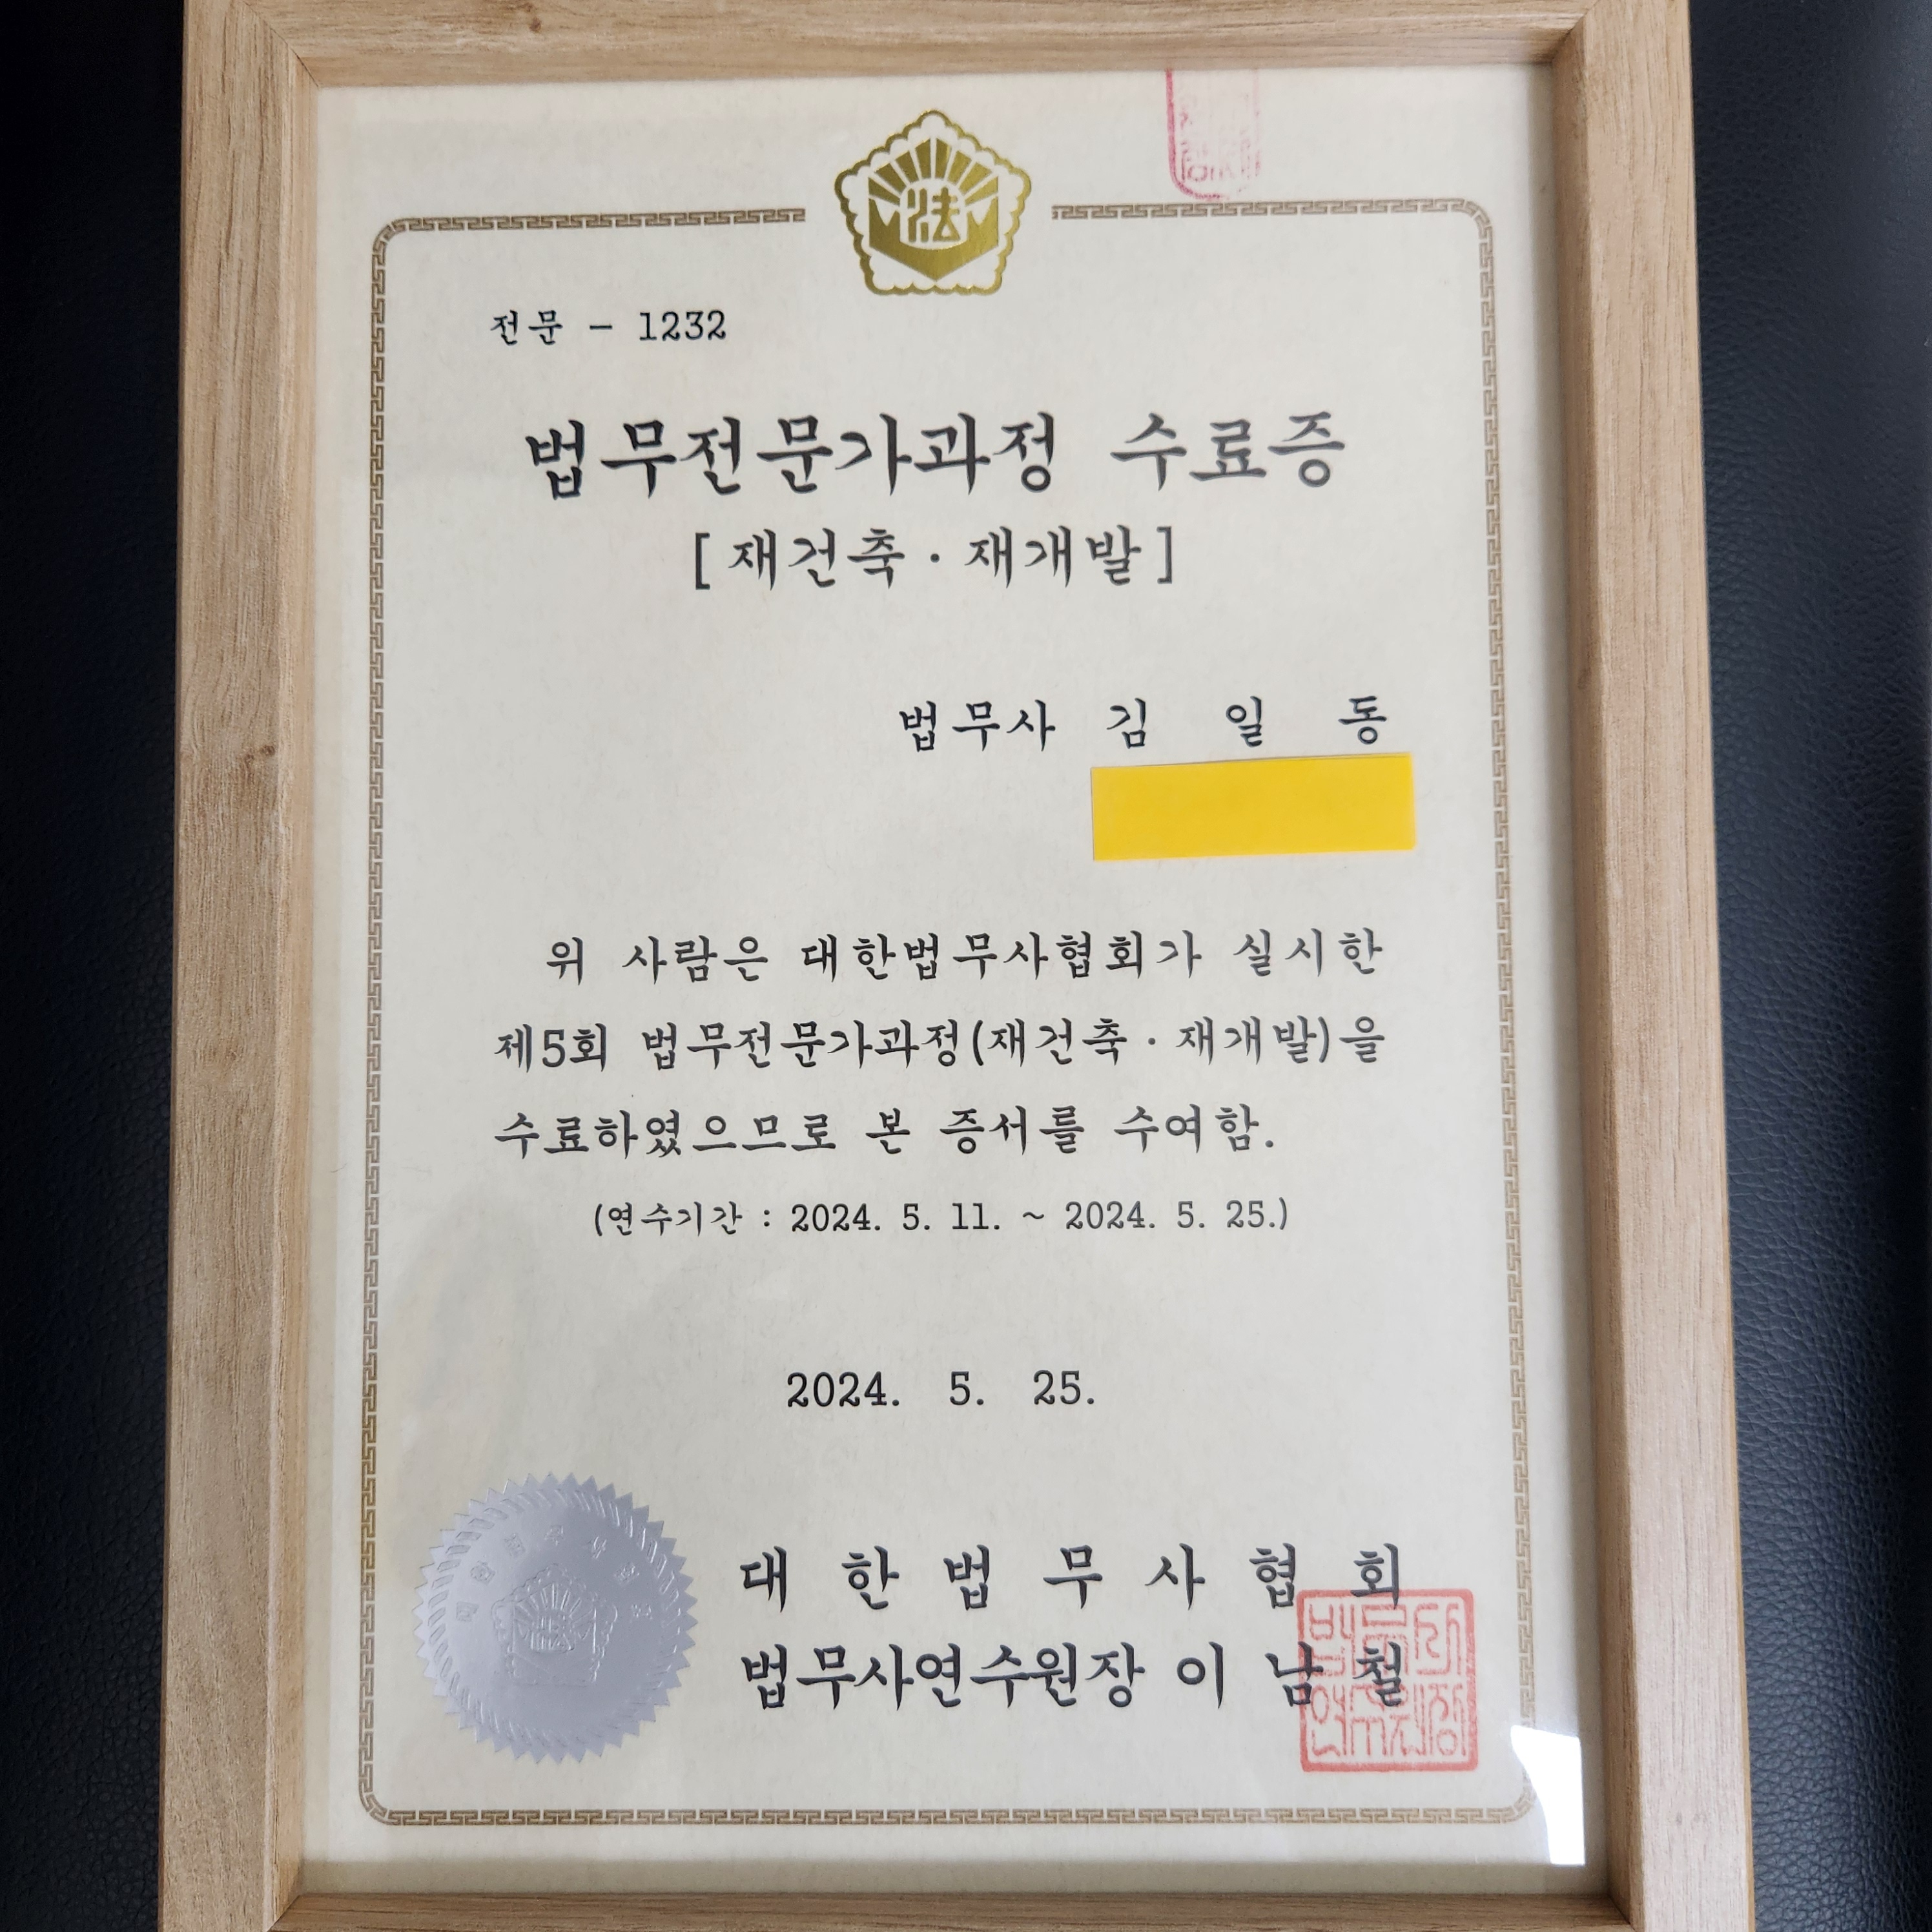 法
전문 - 1232
법무전문가과정 수료증
[재건축·재개발]
법무사 김 일 동
위 사람은 대한법무사협회가 실시한
제5회 법무전문가과정(재건축·재개발)을
수료하였으므로 본 증서를 수여함.
(연수기간 : 2024. 5. 11. ~ 2024. 5. 25.)
2024. 5. 25.
대 한 법 무 사 협 회
법무사연수원장 이 남 철